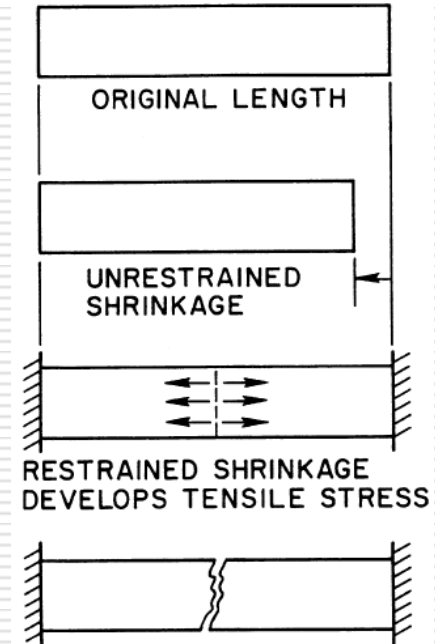 ORIGINAL LENGTH
UNRESTRAINED
SHRINKAGE
RESTRAINED SHRINKAGE
DEVELOPS TENSILE STRESS